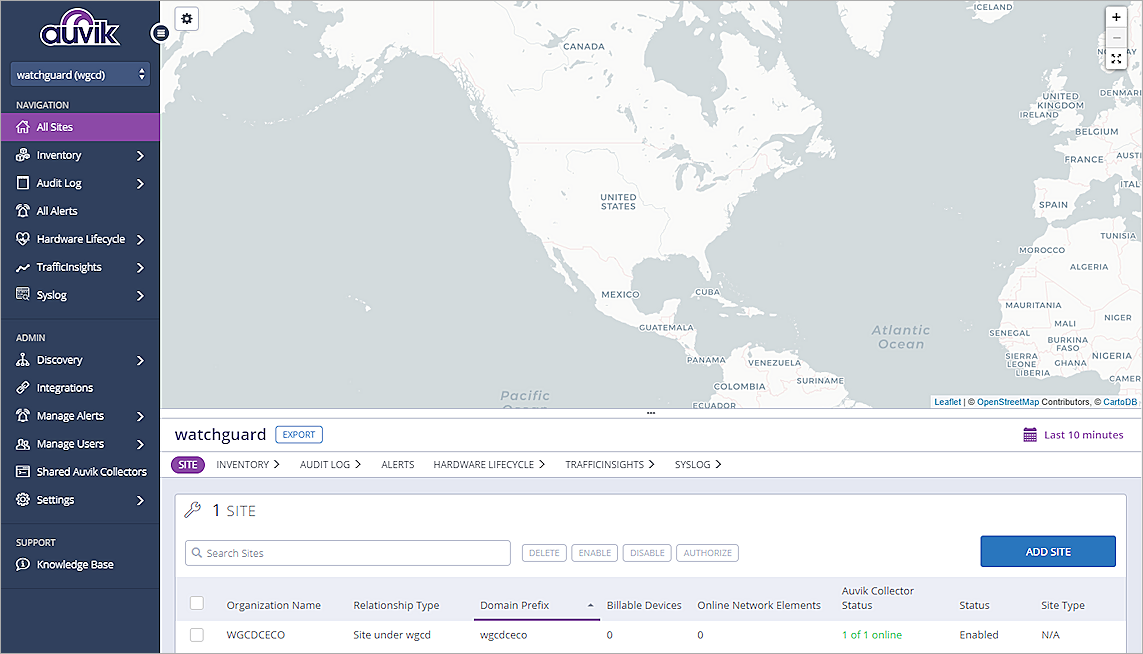 auvik
watchguard (wgcd)
NAVIGATION
All Sites
Inventory
Audit Log
All Alerts
Hardware Lifecycle
TrafficInsights
Syslog
ADMIN
Discovery
Integrations
Manage Alerts
Manage Users
Shared Auvik Collectors
Settings
SUPPORT
Knowledge Base
ICELAND
CANADA
UNITED
KINGDOM
IRELAND
BELGIUM
FRANCE
SPAIN
UNITED
STATES
TUNISIA
MOROCCO
ALGERIA
MEXICO
CUBA
MAURITANIA
GUATEMALA
NIGER
MALI
SENEGAL
BURKINA
FASO
Atlantic
Ocean
PANAMA
VENEZUELA
SIERRA
LEONE
GHANA
NIGERIA
LIBERIA
COLOMBIA
SURINAME
Pacific
Ocean
ECUADOR
Leaflet | © OpenStreetMap Contributors, © CartoDB
watchguard
EXPORT
Last 10 minutes
SITE
INVENTORY
AUDIT LOG
ALERTS
HARDWARE LIFECYCLE
TRAFFICINSIGHTS
SYSLOG
1 SITE
Search Sites
DELETE
ENABLE
DISABLE
AUTHORIZE
ADD SITE
Organization Name
Relationship Type
Domain Prefix
Billable Devices
Online Network Elements
Auvik Collector
Status
Status
Site Type
WGCDCECO
Site under wgcd
wgcdceco
0
0
1 of 1 online
Enabled
N/A